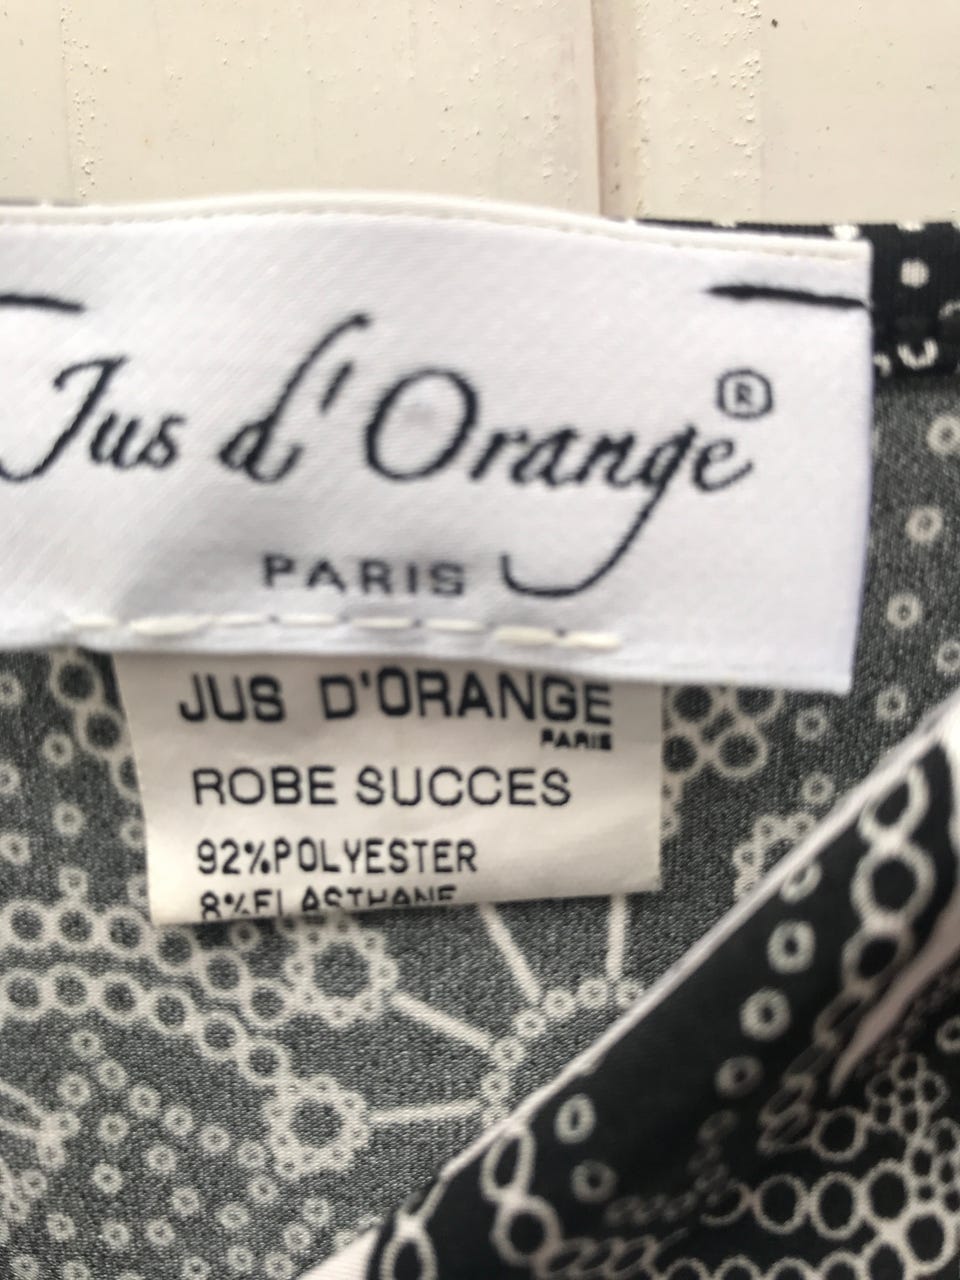 Jus d'Orange®
PARIS
JUS D'ORANGE
PARIS
ROBE SUCCES
92%POLYESTER
8%ELASTHANE